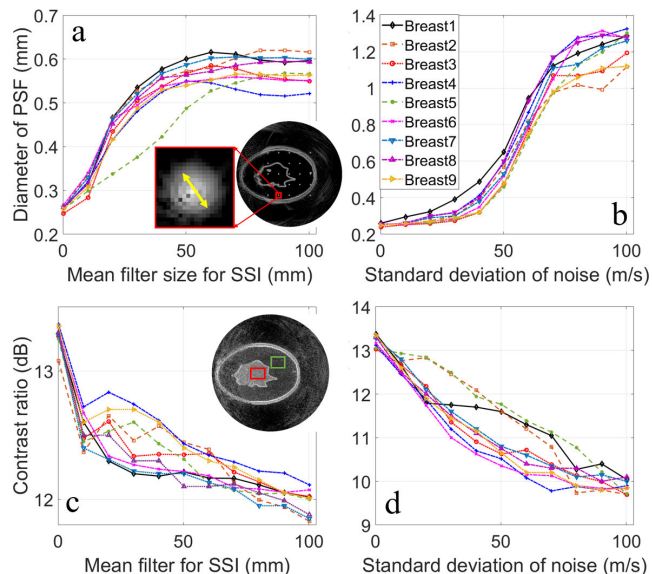 a
Diameter of PSF (mm)
0.7
0.6
0.5
0.4
0.3
0.2
0
50
100
Mean filter size for SSI (mm)
b
1.4
1.2
1
0.8
0.6
0.4
0.2
0
50
100
Standard deviation of noise (m/s)
Breast1
Breast2
Breast3
Breast4
Breast5
Breast6
Breast7
Breast8
Breast9
c
Contrast ratio (dB)
13
12
0
50
100
Mean filter for SSI (mm)
d
14
13
12
11
10
9
0
50
100
Standard deviation of noise (m/s)